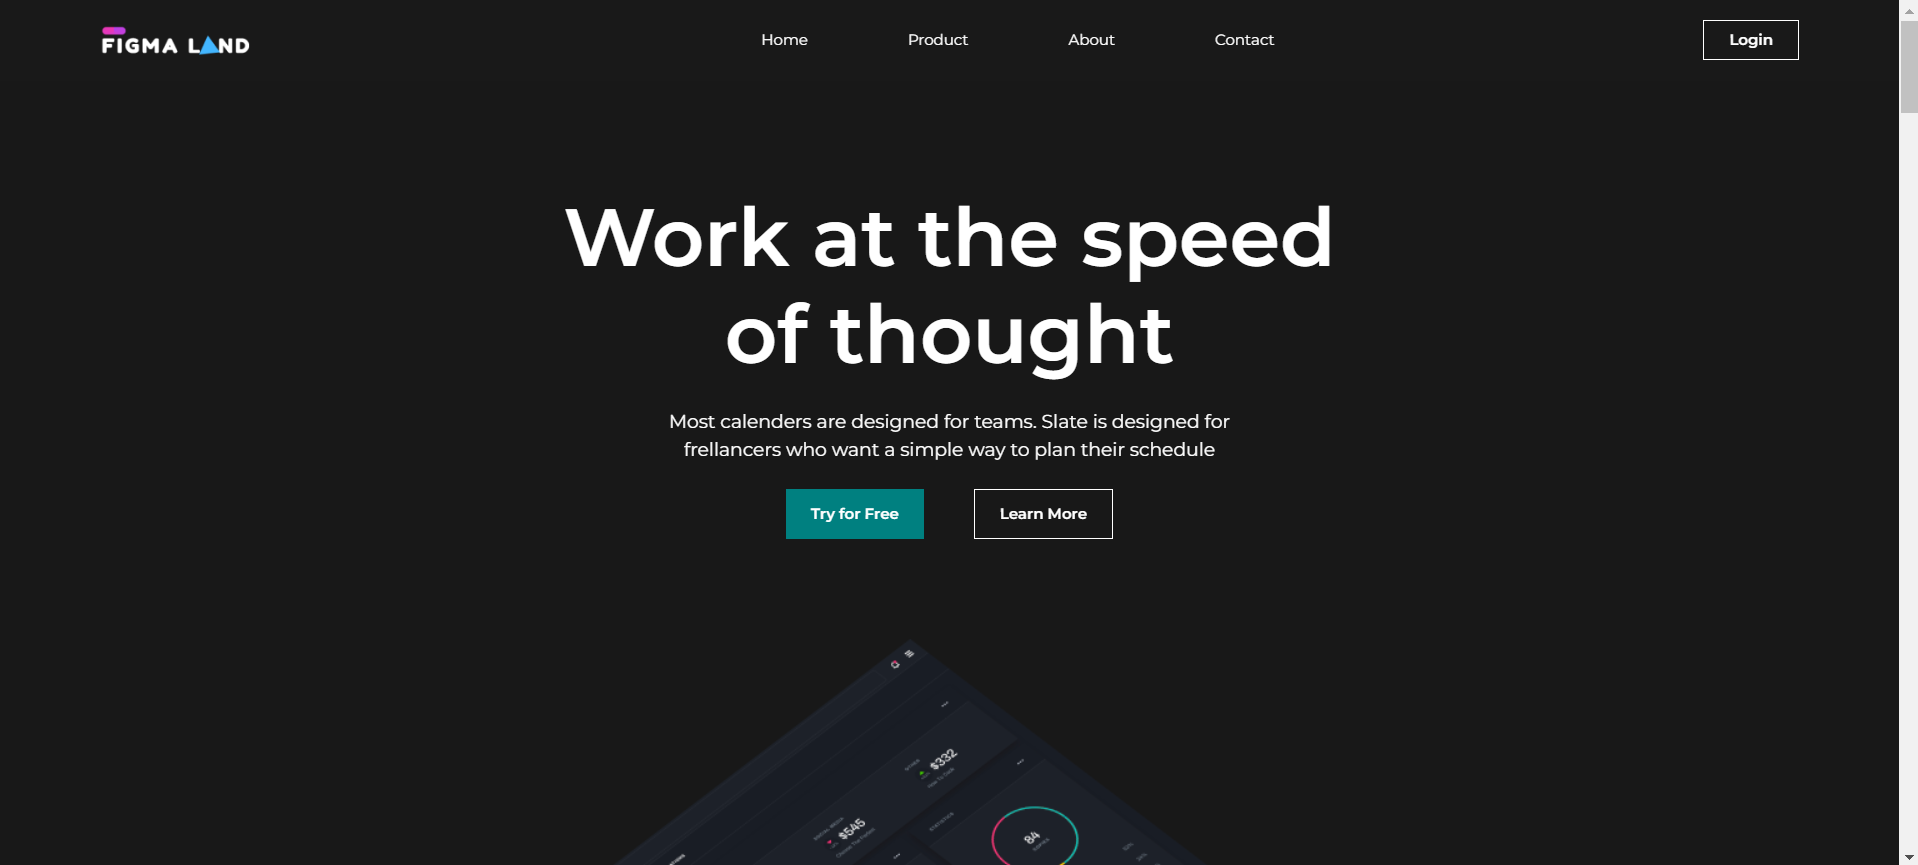 FIGMA LAND
Home
Product
About
Contact
Login
Work at the speed
of thought
Most calenders are designed for teams. Slate is designed for
frellancers who want a simple way to plan their schedule
Try for Free
Learn More
$332
$545
84